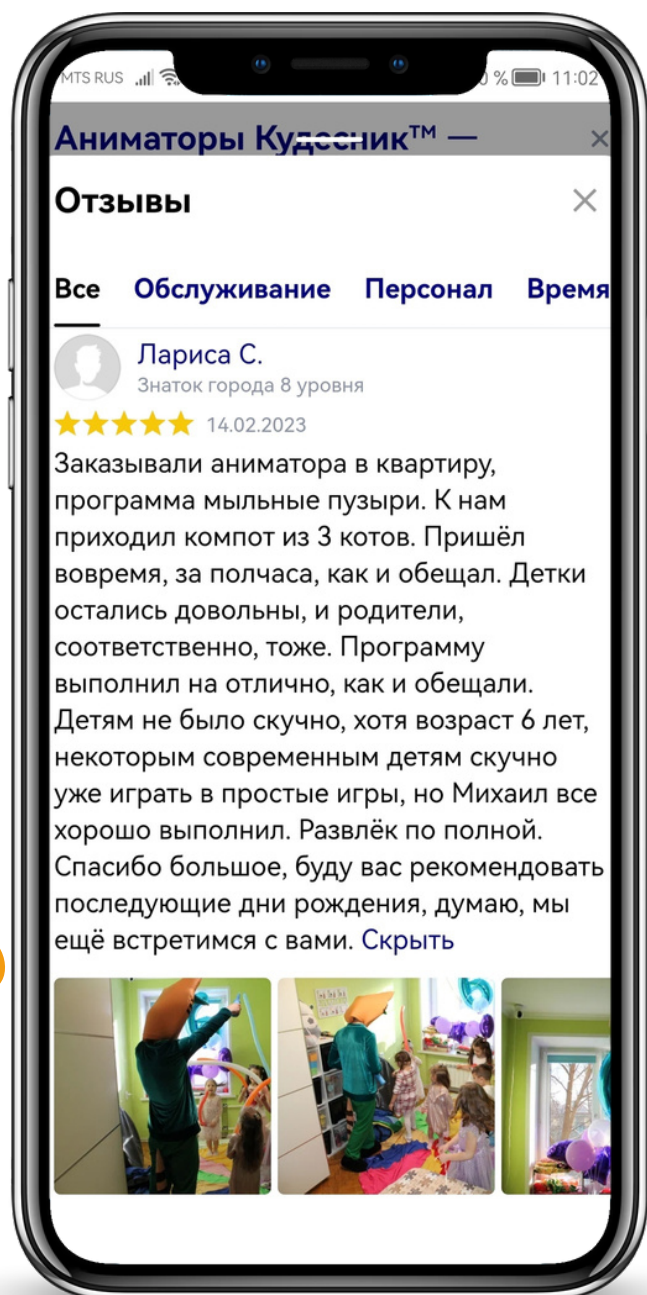 MTS RUS % 11:02
Аниматоры Кудесник™ —
Отзывы
Все Обслуживание Персонал Время
Лариса С.
Знаток города 8 уровня
14.02.2023
Заказывали аниматора в квартиру,
программа мыльные пузыри. К нам
приходил компот из 3 котов. Пришёл
вовремя, за полчаса, как и обещал. Детки
остались довольны, и родители,
соответственно, тоже. Программу
выполнил на отлично, как и обещали.
Детям не было скучно, хотя возраст 6 лет,
некоторым современным детям скучно
уже играть в простые игры, но Михаил все
хорошо выполнил. Развлёк по полной.
Спасибо большое, буду вас рекомендовать
последующие дни рождения, думаю, мы
ещё встретимся с вами. Скрыть